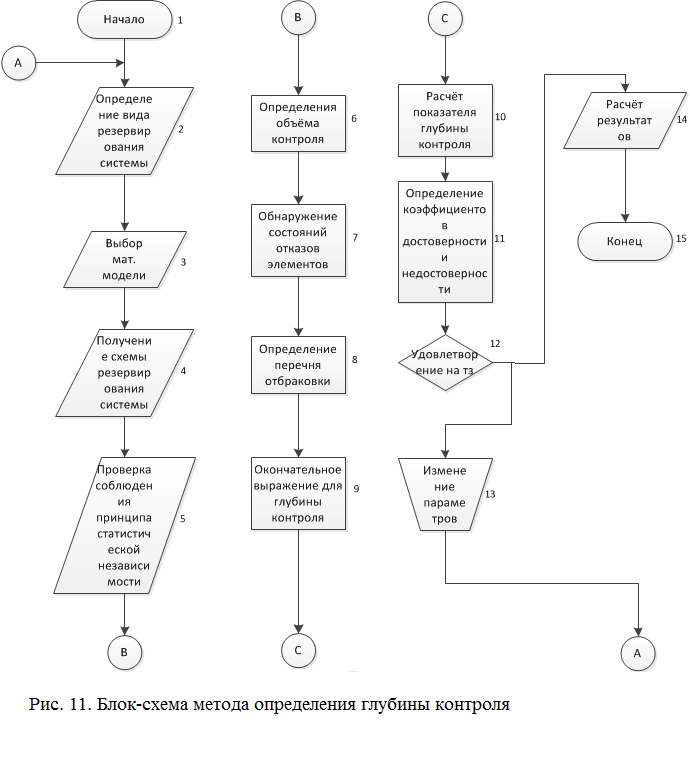 Начало
1
A
Определе
ние вида
резервир
ования
системы
2
Выбор
мат.
модели
3
Получени
е схемы
резервир
ования
системы
4
Проверка
соблюден
ия
принципа
статистич
еской
независи
мости
5
B
B
Определения
объёма
контроля
6
Обнаружение
состояний
отказов
элементов
7
Определение
перечня
отбраковки
8
Окончательное
выражение для
глубины
контроля
9
C
C
Расчёт
показателя
глубины
контроля
10
Определение
коэффициенто
в
достоверности
и
недостовернос
ти
11
Удовлетвор
ение на тз
12
Измене
ние
параме
тров
13
A
Расчёт
результат
ов
14
Конец
15
Рис. 11. Блок-схема метода определения глубины контроля